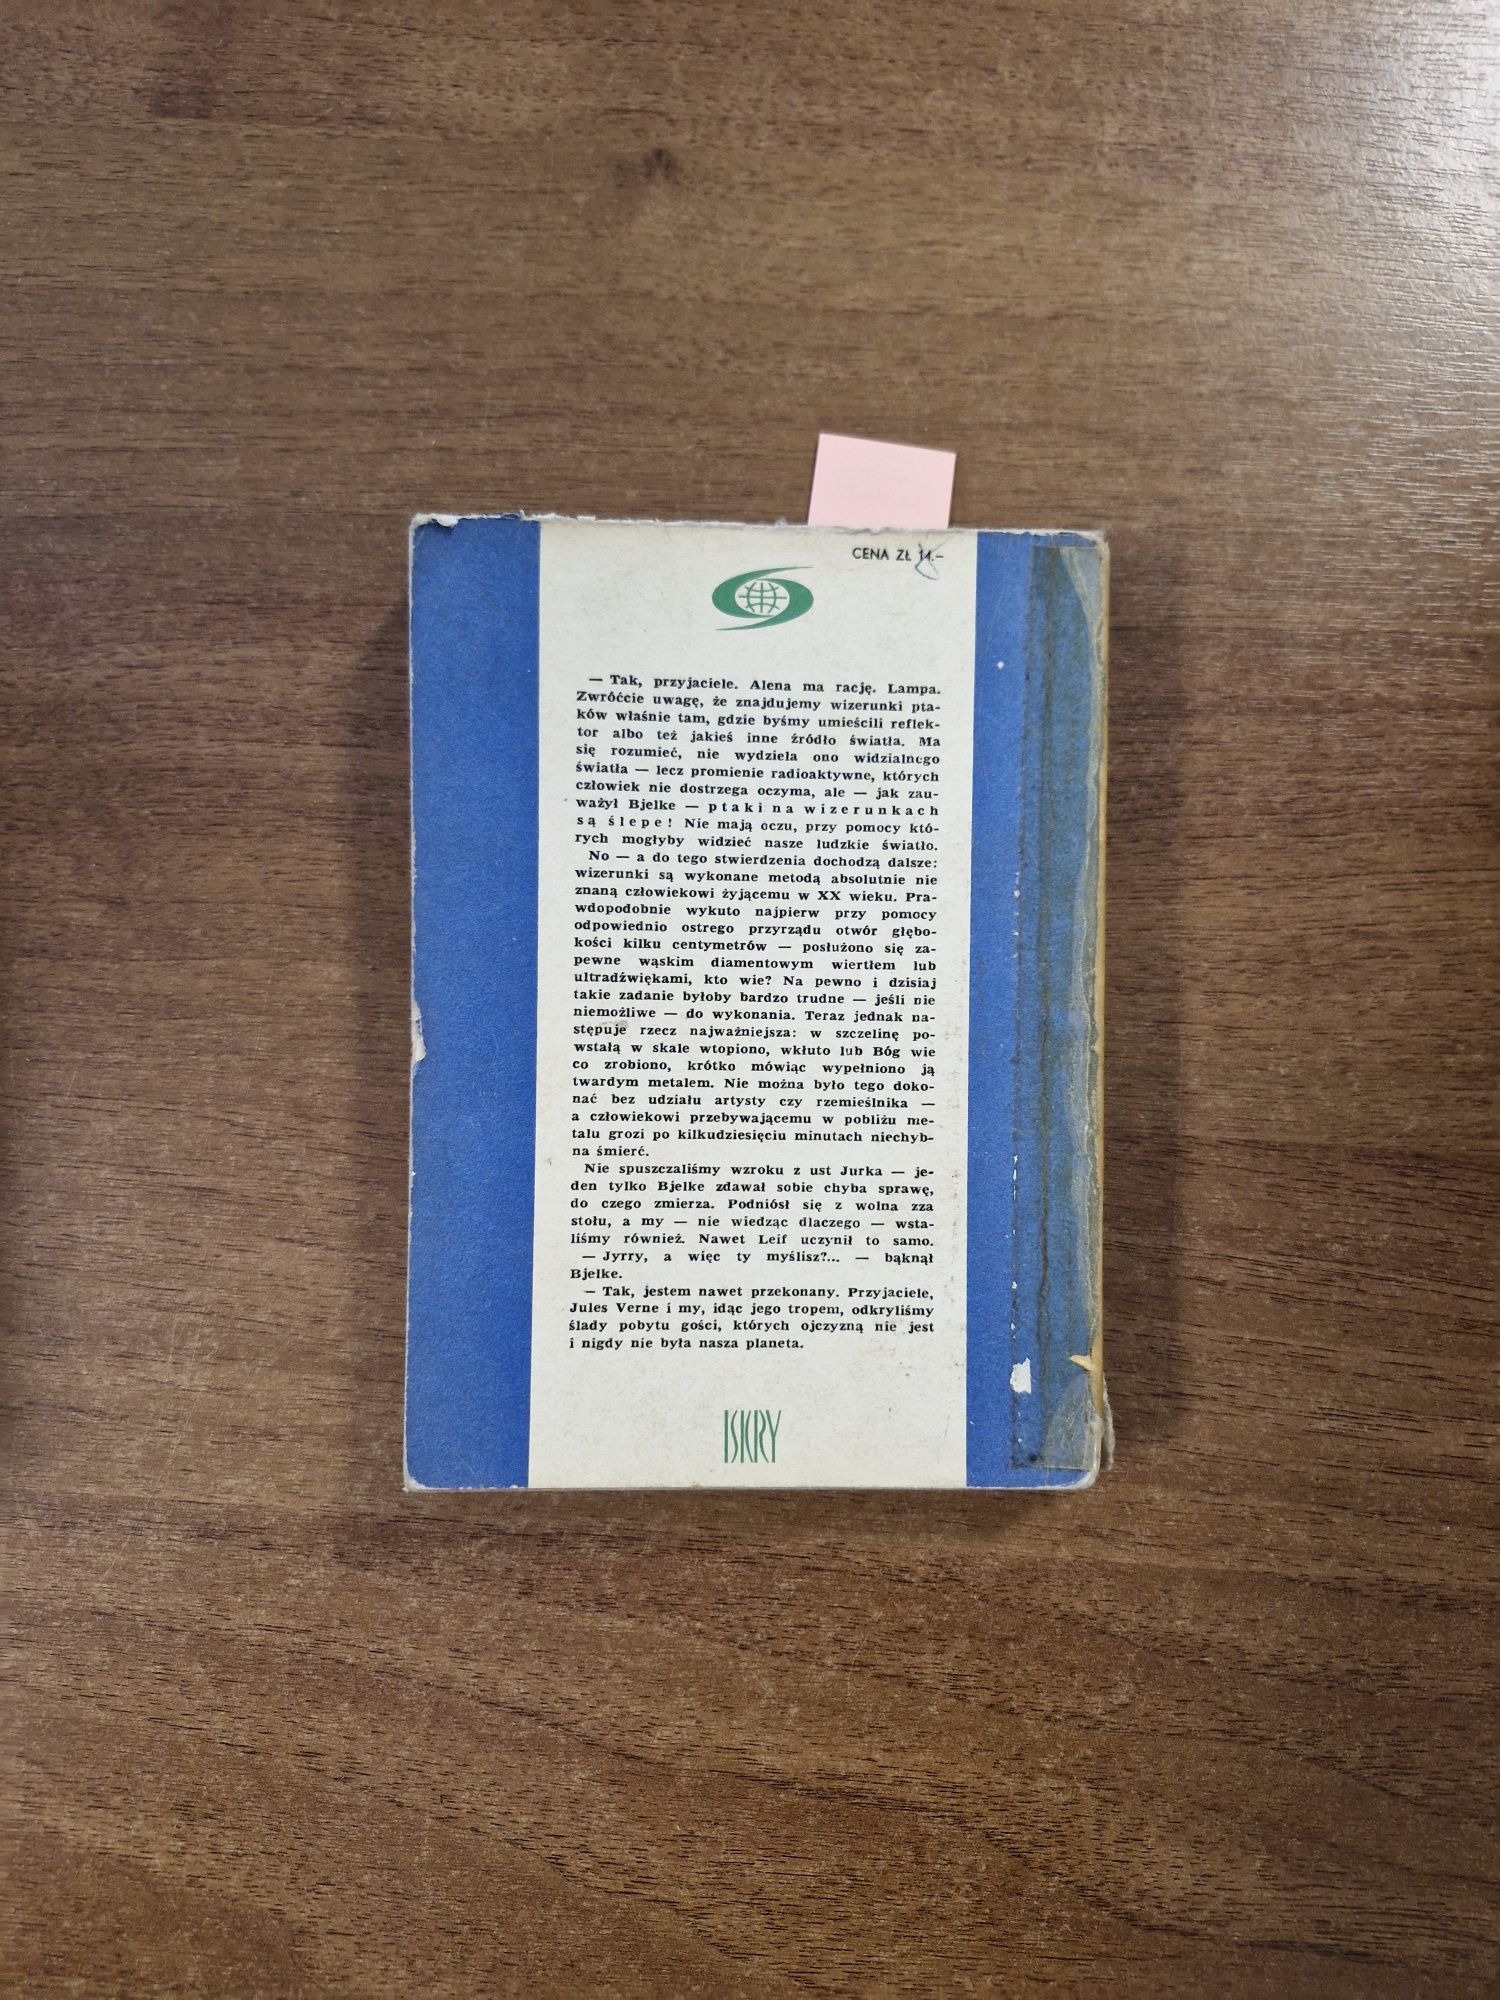 CENA ZŁ 14.–
— Tak, przyjaciele. Alena ma rację. Lampa.
Zwróćcie uwagę, że znajdujemy wizerunki pta-
ków właśnie tam, gdzie byśmy umieścili reflek-
tor albo też jakieś inne źródło światła. Ma
się rozumieć, nie wydziela ono widzialnego
światła — lecz promienie radioaktywne, których
człowiek nie dostrzega oczyma, ale — jak zau-
ważył Bjelke — ptaki na wizerunkach
są ślepe! Nie mają oczu, przy pomocy któ-
rych mogłyby widzieć nasze ludzkie światło.
No — a do tego stwierdzenia dochodzą dalsze:
wizerunki są wykonane metodą absolutnie nie
znaną człowiekowi żyjącemu w XX wieku. Pra-
wdopodobnie wykuto najpierw przy pomocy
odpowiednio ostrego przyrządu otwór głębo-
kości kilku centymetrów — posłużono się za-
pewne wąskim diamentowym wiertłem lub
ultradźwiękami, kto wie? Na pewno i dzisiaj
takie zadanie byłoby bardzo trudne — jeśli nie
niemożliwe — do wykonania. Teraz jednak na-
stępuje rzecz najważniejsza: w szczelinę po-
wstałą w skale wtopiono, wkłuto lub Bóg wie
co zrobiono, krótko mówiąc wypełniono ją
twardym metalem. Nie można było tego doko-
nać bez udziału artysty czy rzemieślnika —
a człowiekowi przebywającemu w pobliżu me-
talu grozi po kilkudziesięciu minutach niechyb-
na śmierć.
Nie spuszczaliśmy wzroku z ust Jurka — je-
den tylko Bjelke zdawał sobie chyba sprawę,
do czego zmierza. Podniósł się z wolna zza
stołu, a my — nie wiedząc dlaczego — wsta-
liśmy również. Nawet Leif uczynił to samo.
— Jyrry, a więc ty myślisz?... — bąknął
Bjelke.
— Tak, jestem nawet przekonany. Przyjaciele,
Jules Verne i my, idąc jego tropem, odkryliśmy
ślady pobytu gości, których ojczyzną nie jest
i nigdy nie była nasza planeta.
ISKRY